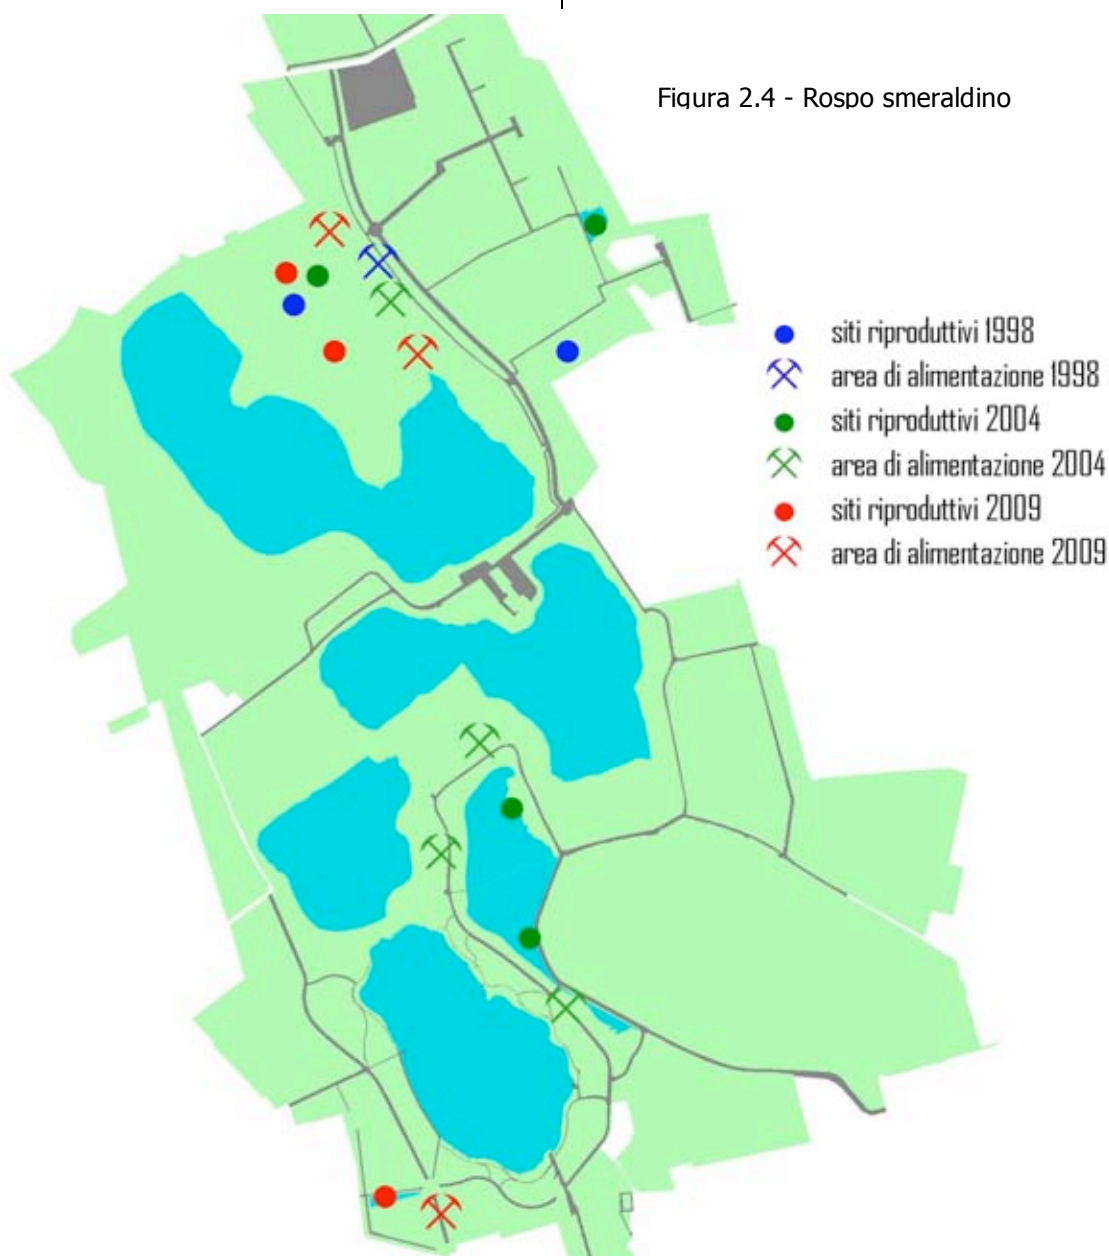 Figura 2.4 - Rospo smeraldino
siti riproduttivi 1998
area di alimentazione 1998
siti riproduttivi 2004
area di alimentazione 2004
siti riproduttivi 2009
area di alimentazione 2009